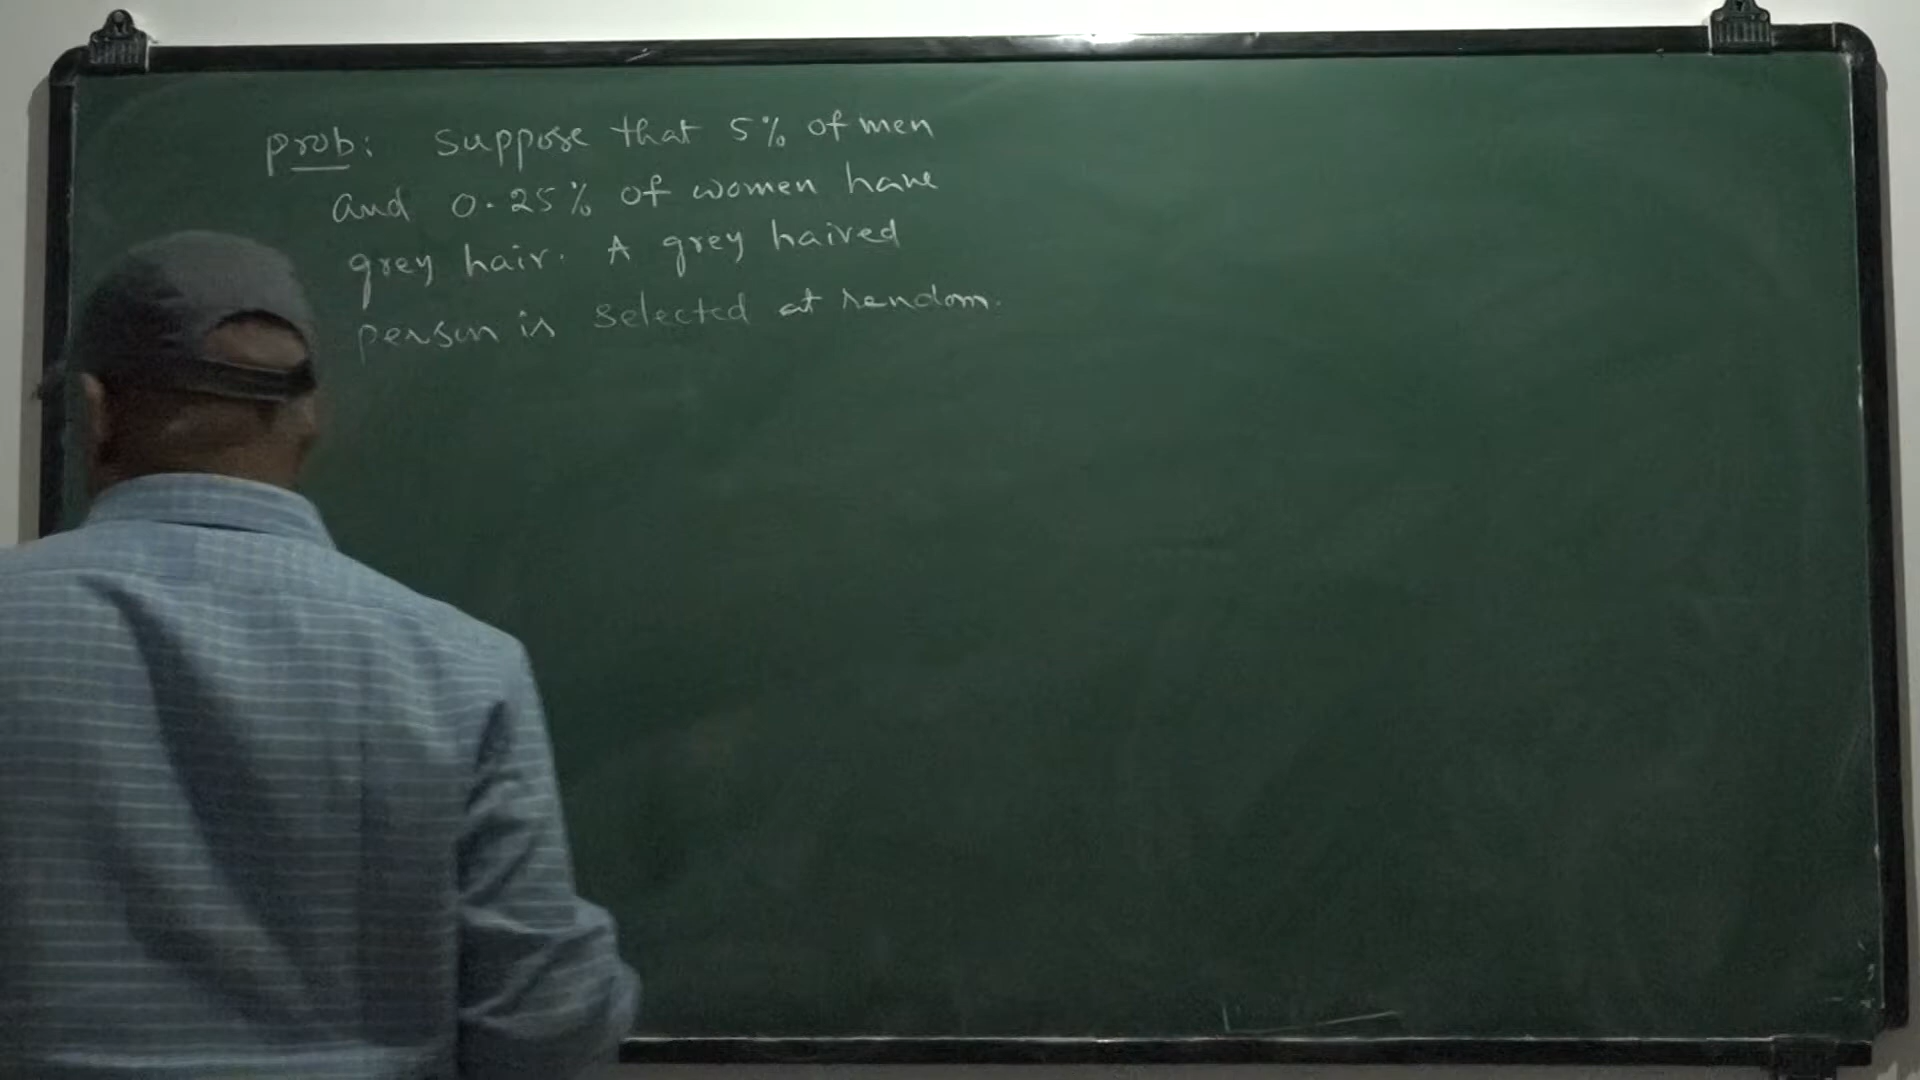 prob: Suppose that 5% of men
and 0.25% of women have
grey hair. A grey haired
person is selected at random.